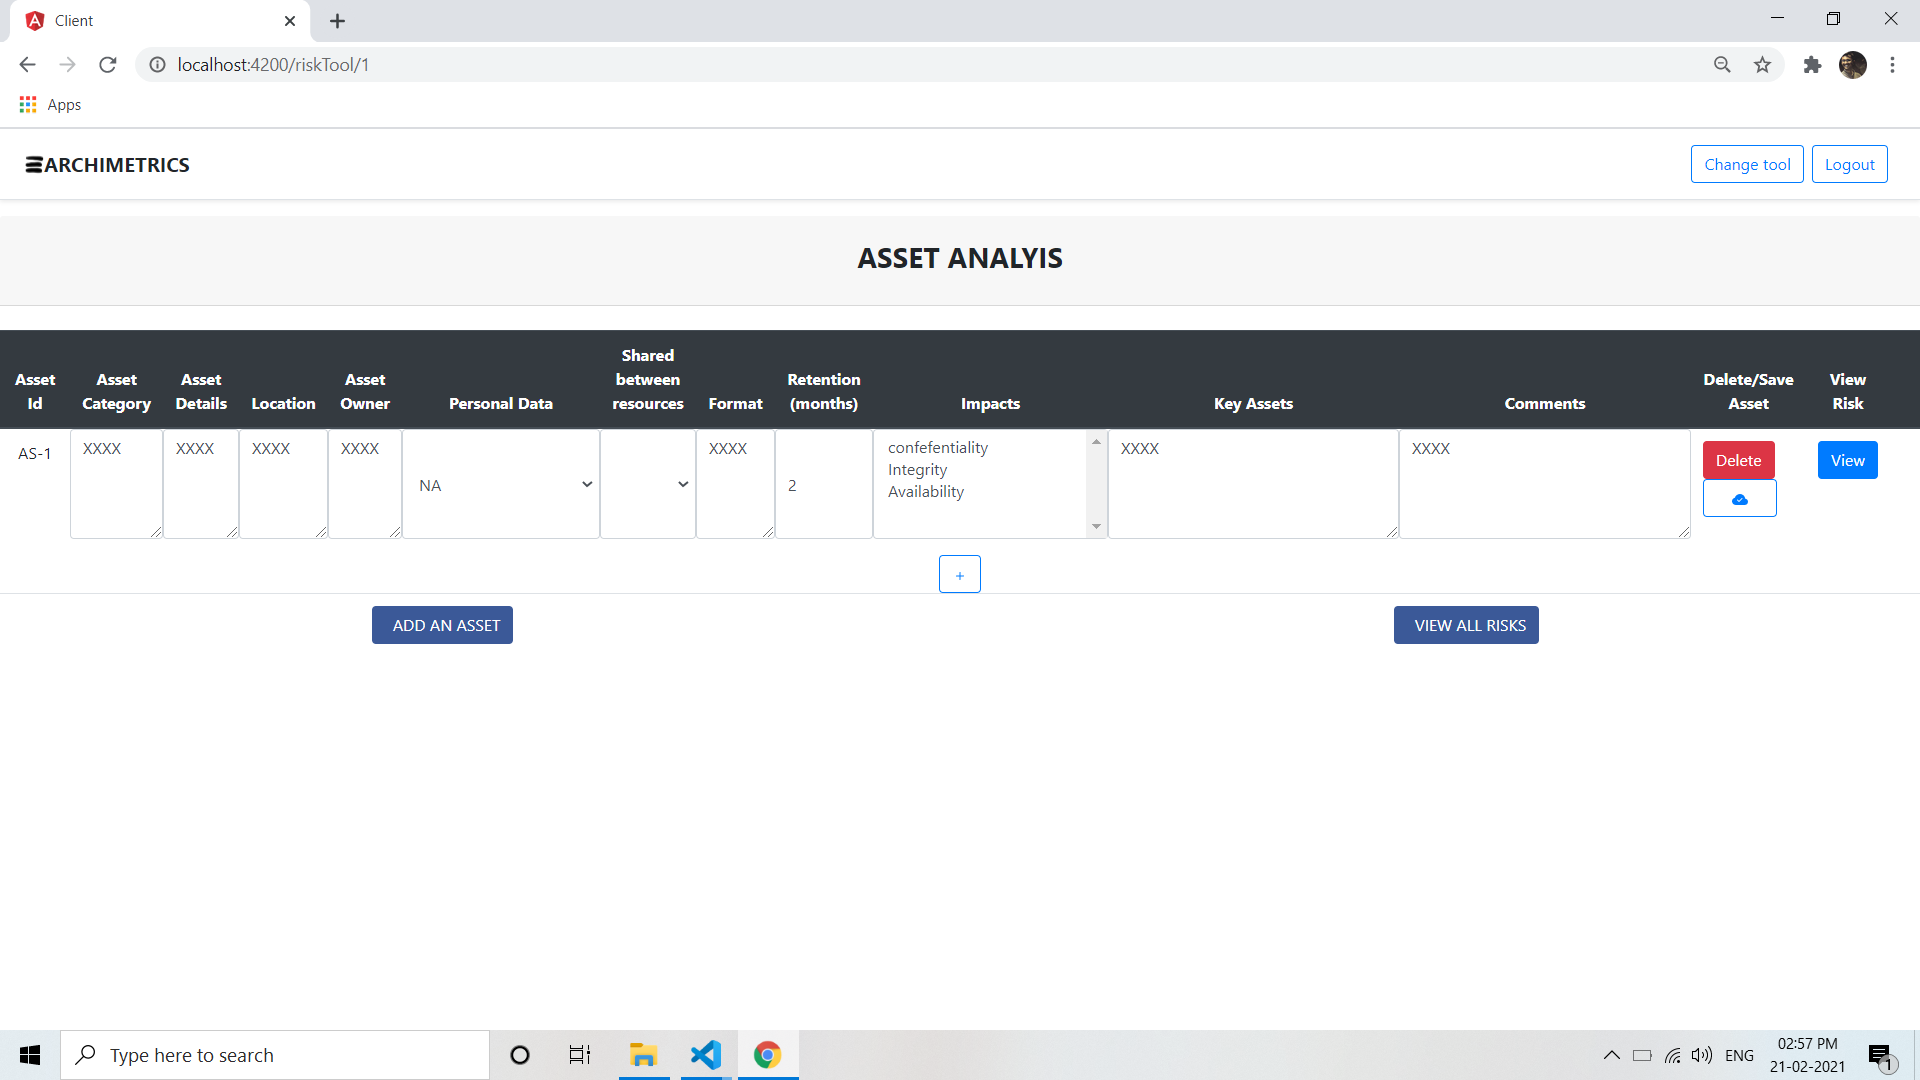 Client
localhost:4200/riskTool/1
Apps
ARCHIMETRICS
Change tool
Logout
ASSET ANALYIS
Asset Id
Asset Category
Asset Details
Location
Asset Owner
Personal Data
Shared between resources
Format
Retention (months)
Impacts
Key Assets
Comments
Delete/Save Asset
View Risk
AS-1
XXXX
XXXX
XXXX
XXXX
NA
XXXX
2
confefentiality
Integrity
Availability
XXXX
XXXX
Delete
View
+
ADD AN ASSET
VIEW ALL RISKS
Type here to search
ENG
02:57 PM
21-02-2021
1